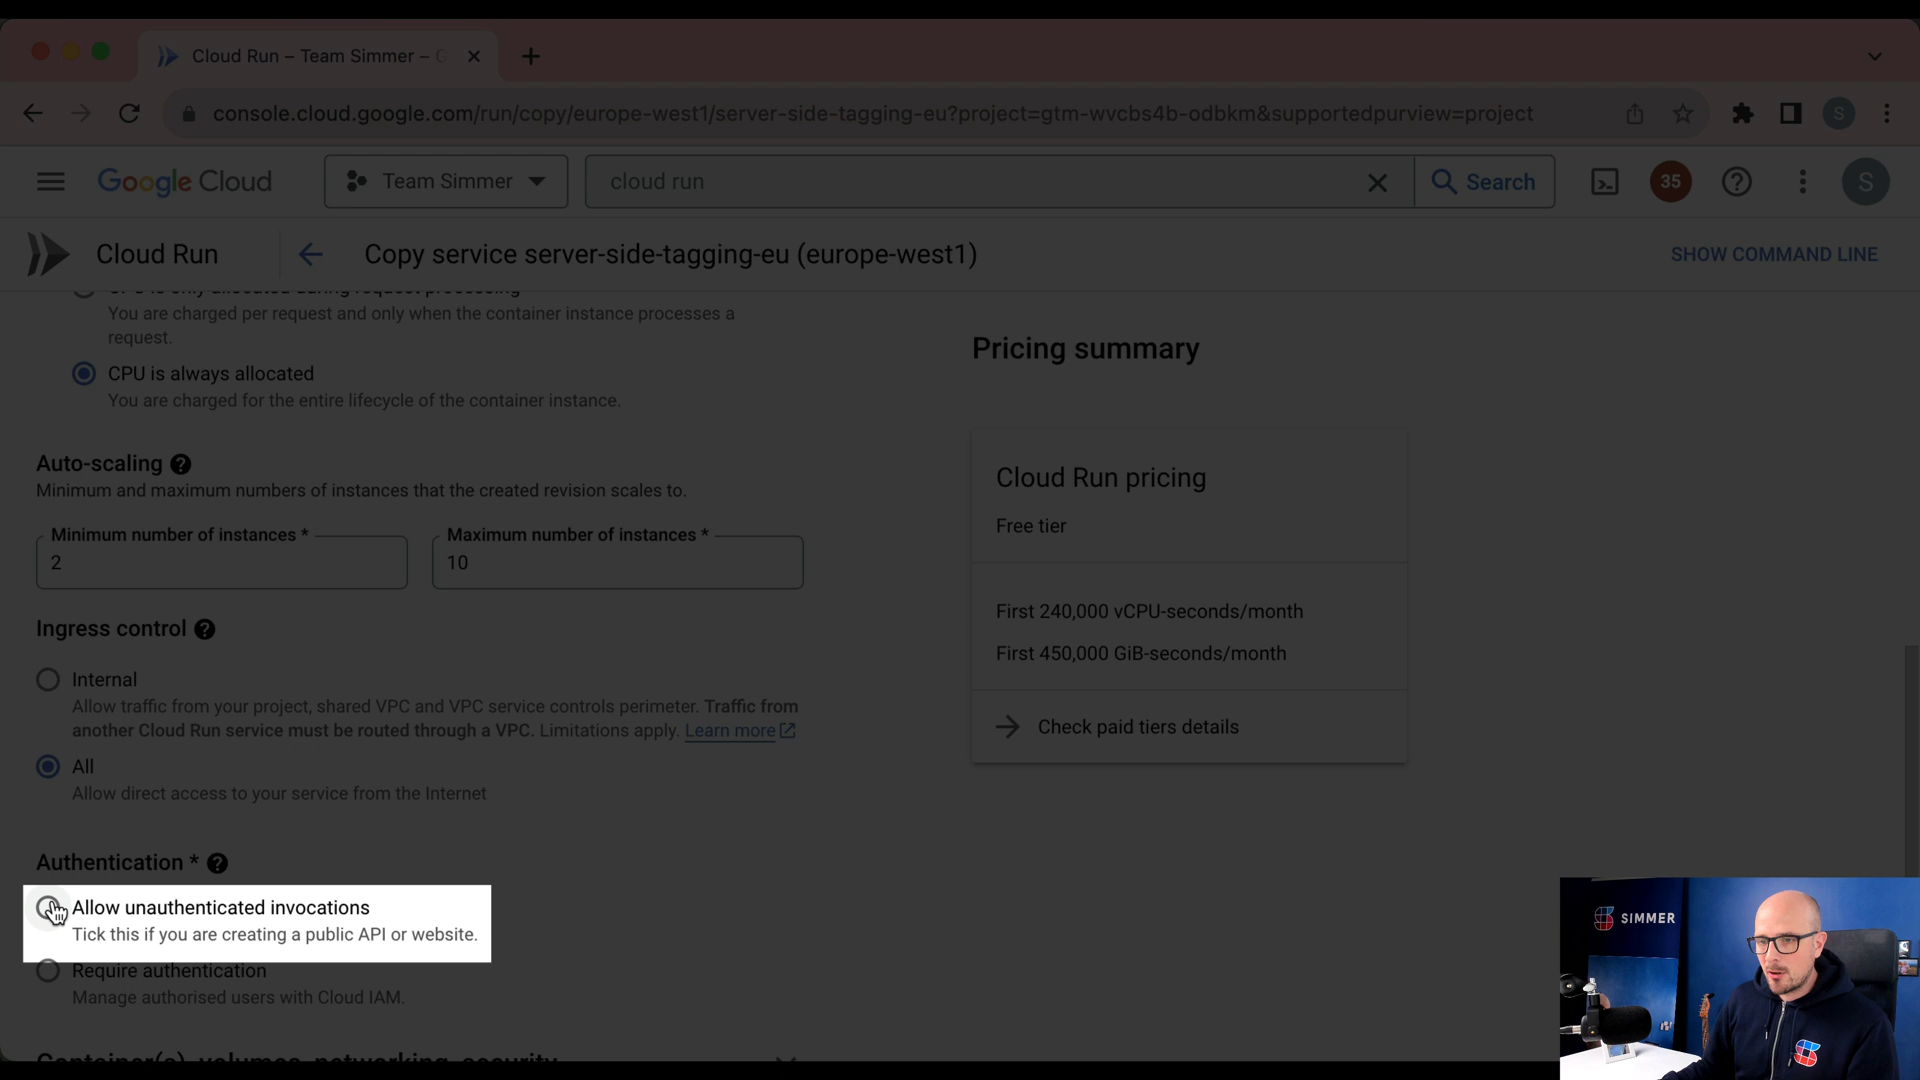 Cloud Run – Team Simmer – G
console.cloud.google.com/run/copy/europe-west1/server-side-tagging-eu?project=gtm-wvcbs4b-odbkm&supportedpurview=project
S
Google Cloud
Team Simmer
cloud run
Search
35
S
Cloud Run
Copy service server-side-tagging-eu (europe-west1)
SHOW COMMAND LINE
CPU is only allocated during request processing
You are charged per request and only when the container instance processes a
request.
CPU is always allocated
You are charged for the entire lifecycle of the container instance.
Auto-scaling
Minimum and maximum numbers of instances that the created revision scales to.
Minimum number of instances *
2
Maximum number of instances *
10
Ingress control
Internal
Allow traffic from your project, shared VPC and VPC service controls perimeter. Traffic from
another Cloud Run service must be routed through a VPC. Limitations apply. Learn more
All
Allow direct access to your service from the Internet
Authentication *
Allow unauthenticated invocations
Tick this if you are creating a public API or website.
Require authentication
Manage authorised users with Cloud IAM.
Container(s), volumes, networking, security
Pricing summary
Cloud Run pricing
Free tier
First 240,000 vCPU-seconds/month
First 450,000 GiB-seconds/month
Check paid tiers details
SIMMER